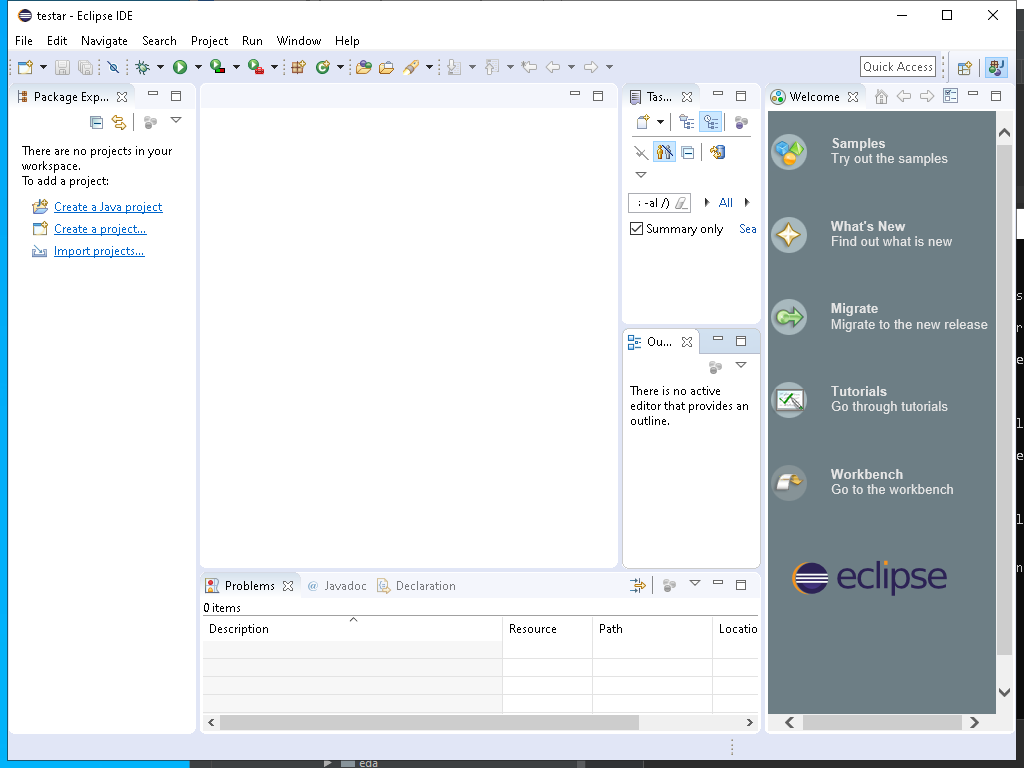 testar - Eclipse IDE
File Edit Navigate Search Project Run Window Help
Quick Access
Package Exp...
There are no projects in your
workspace.
To add a project:
Create a Java project
Create a project...
Import projects...
Tas...
: -al /)
All
Summary only
Sea
Ou...
There is no active
editor that provides an
outline.
Welcome
Samples
Try out the samples
What's New
Find out what is new
Migrate
Migrate to the new release
Tutorials
Go through tutorials
Workbench
Go to the workbench
eclipse
Problems @ Javadoc Declaration
0 items
Description Resource Path Locatio
eda